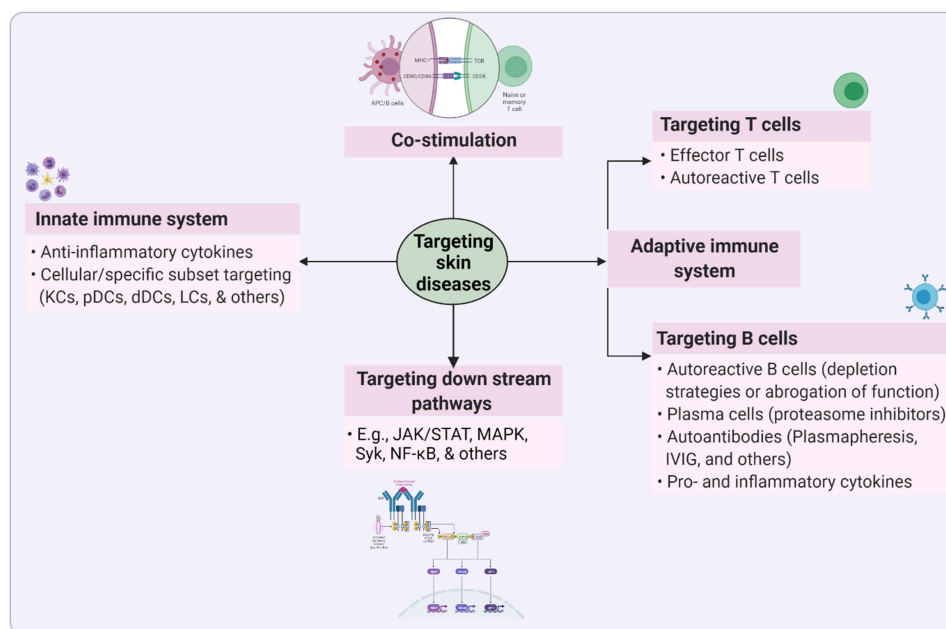 MHC I
TCR
CD80/CD86
CD28
APC/B cells
Naive or
memory
T cell
Co-stimulation
Targeting T cells
• Effector T cells
• Autoreactive T cells
Innate immune system
• Anti-inflammatory cytokines
• Cellular/specific subset targeting
(KCs, pDCs, dDCs, LCs, & others)
Targeting
skin
diseases
Adaptive immune
system
Targeting down stream
pathways
• E.g., JAK/STAT, MAPK,
Syk, NF-κB, & others
Targeting B cells
• Autoreactive B cells (depletion
strategies or abrogation of function)
• Plasma cells (proteasome inhibitors)
• Autoantibodies (Plasmapheresis,
IVIG, and others)
• Pro- and inflammatory cytokines